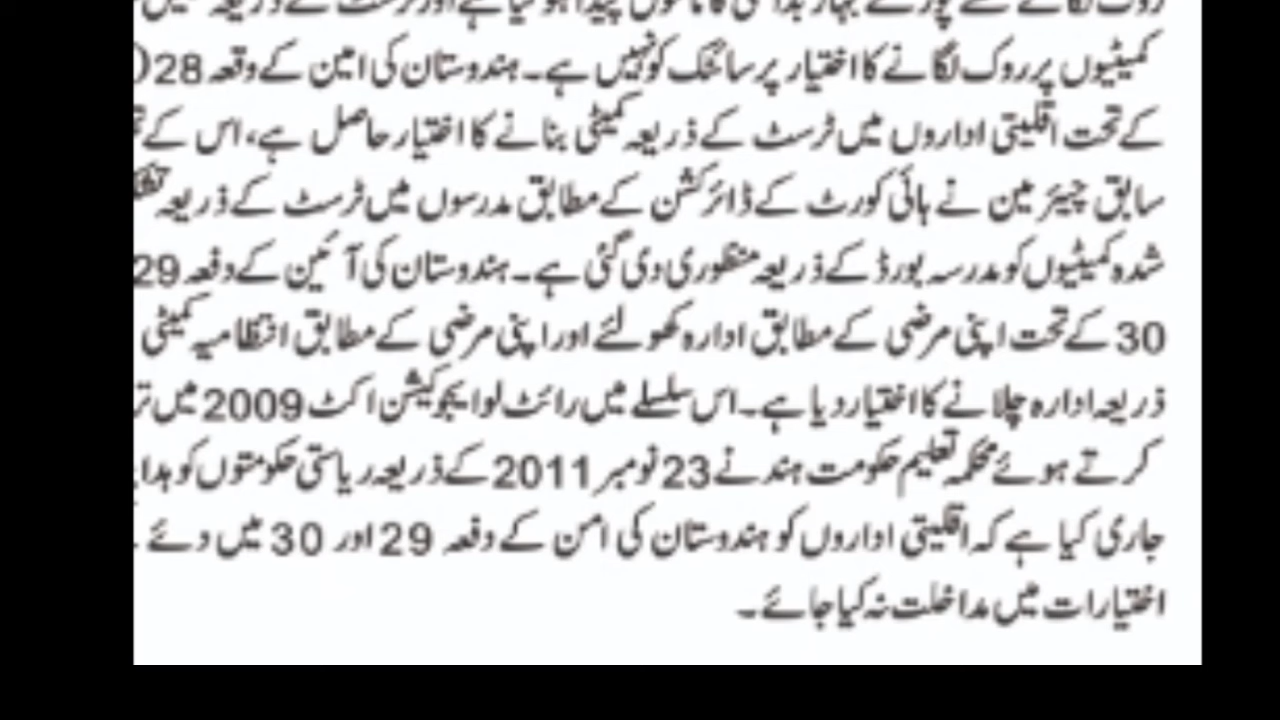 کمیٹیوں پر روک لگانے کا اختیار پر سائنگ کو نہیں ہے۔ ہندوستان کی امین کے وقعہ 28(
کے تحت اقلیتی اداروں میں ٹرسٹ کے ذریعہ کمیٹی بنانے کا اختیار حاصل ہے، اس کے
سابق چیئرمین نے ہائی کورٹ کے ڈائرکشن کے مطابق مدرسوں میں ٹرسٹ کے ذریعہ
شدہ کمیٹیوں کو مدرسہ بورڈ کے ذریعہ منظوری دی گئی ہے۔ ہندوستان کی آئین کے دفعہ 29
30 کے تحت اپنی مرضی کے مطابق ادارہ کھولنے اور اپنی مرضی کے مطابق انتظامیہ کمیٹی
ذریعہ ادارہ چلانے کا اختیار دیا ہے۔ اس سلسلے میں رائٹ ٹو ایجوکیشن اکٹ 2009 میں
کرتے ہوئے محکمہ تعلیم حکومت ہند نے 23 نومبر 2011 کے ذریعہ ریاستی حکومتوں کو
جاری کیا ہے کہ اقلیتی اداروں کو ہندوستان کی امن کے دفعہ 29 اور 30 میں دئے
اختیارات میں مداخلت نہ کیا جائے۔